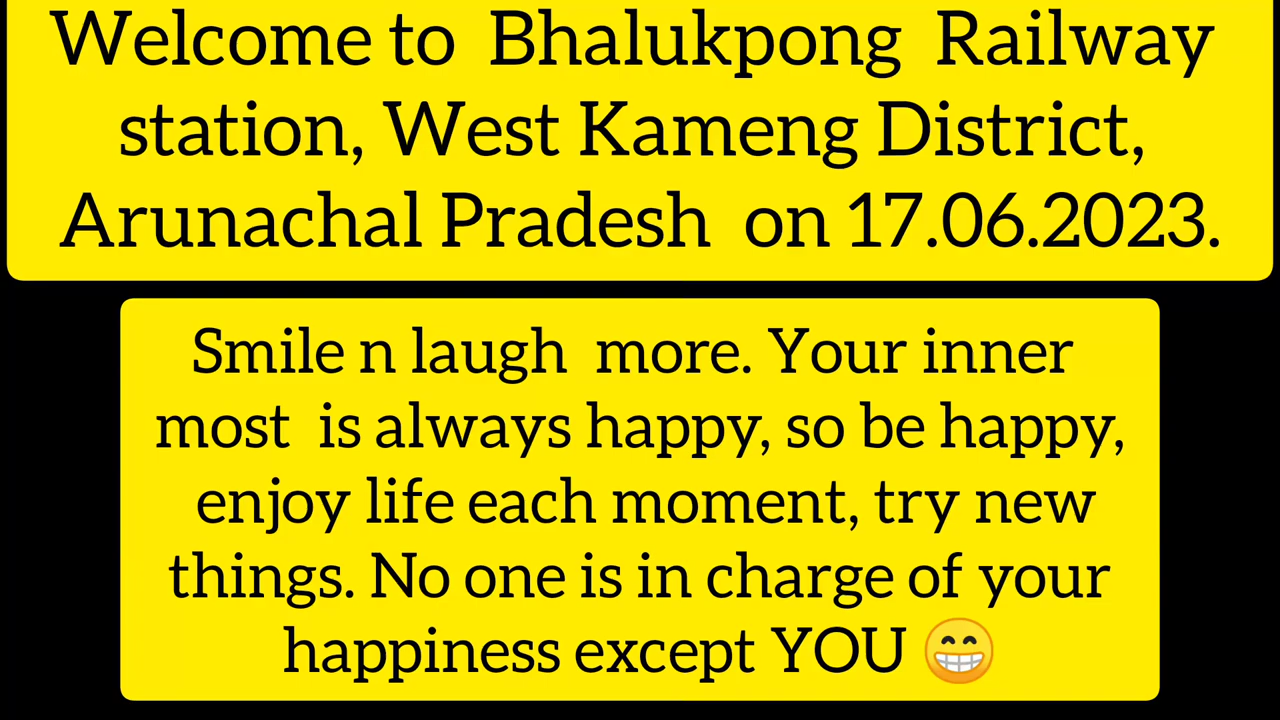 Welcome to Bhalukpong Railway
station, West Kameng District,
Arunachal Pradesh on 17.06.2023.
Smile n laugh more. Your inner
most is always happy, so be happy,
enjoy life each moment, try new
things. No one is in charge of your
happiness except YOU 😁